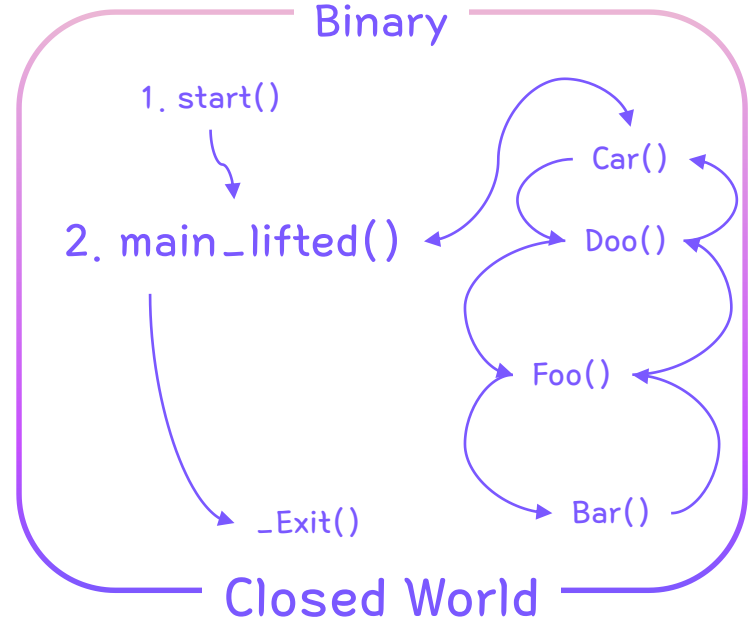 Binary
1. start()
Car()
2. main_lifted()
Doo()
Foo()
Bar()
_Exit()
Closed World